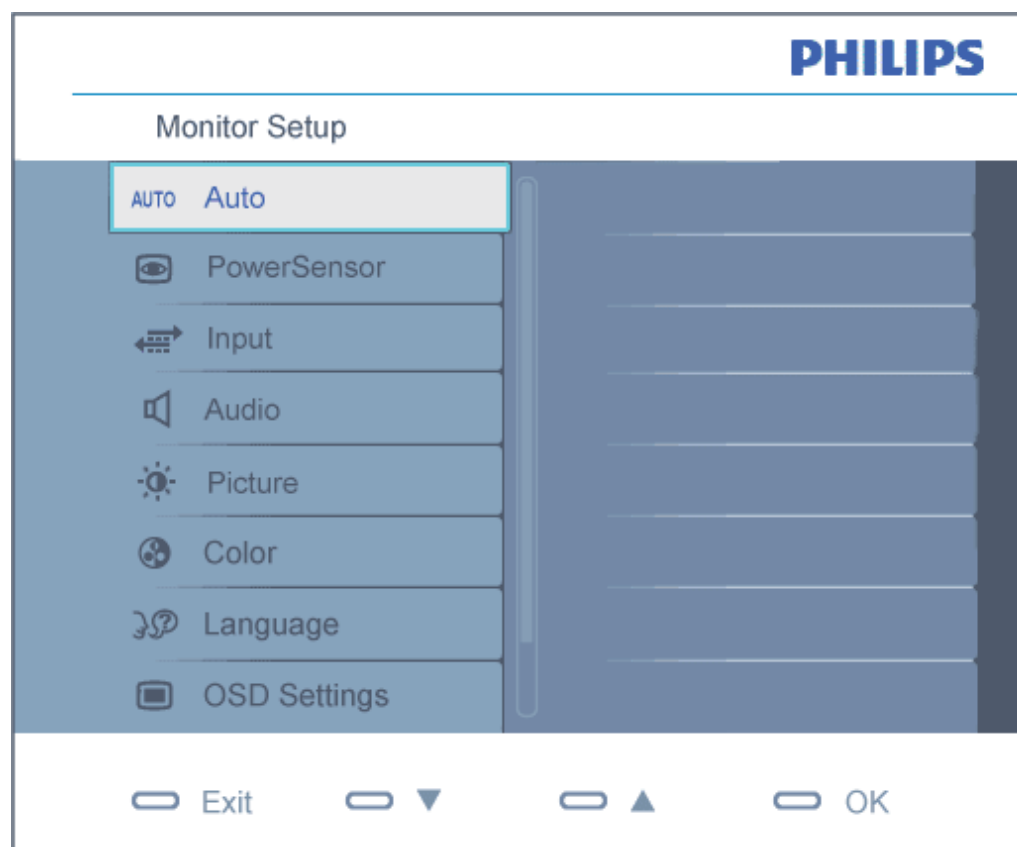 PHILIPS
Monitor Setup
AUTO Auto
PowerSensor
Input
Audio
Picture
Color
Language
OSD Settings
Exit ▼ ▲ OK